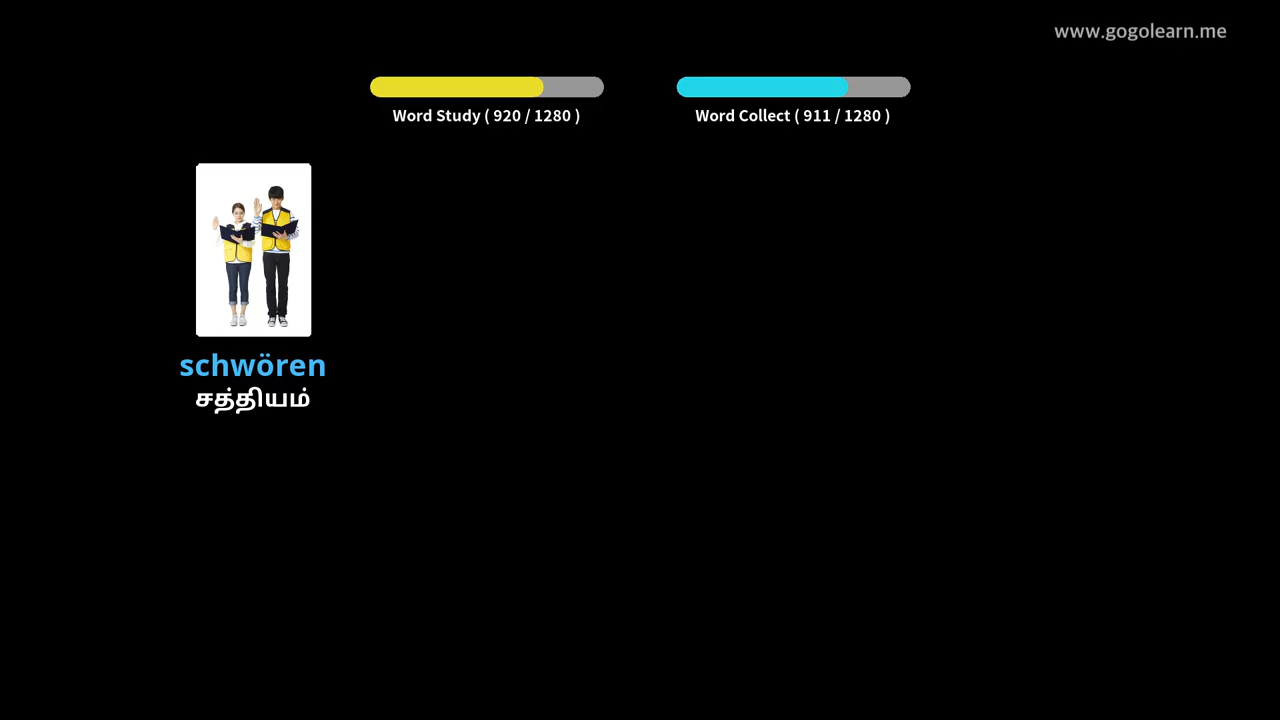 www.gogolearn.me
Word Study ( 920 / 1280 )
Word Collect ( 911 / 1280 )
schwören
சத்தியம்